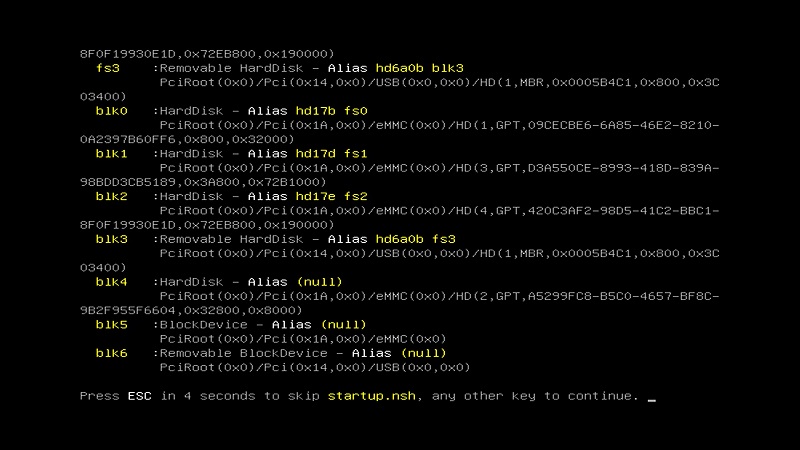 8F0F19930E1D,0x72EB800,0x190000)
fs3 :Removable HardDisk - Alias hd6a0b blk3
PciRoot(0x0)/Pci(0x14,0x0)/USB(0x0,0x0)/HD(1,MBR,0x0005B4C1,0x800,0x3C
03400)
blk0 :HardDisk - Alias hd17b fs0
PciRoot(0x0)/Pci(0x1A,0x0)/eMMC(0x0)/HD(1,GPT,09CECBE6-6A85-46E2-8210-
0A2397B60FF6,0x800,0x32000)
blk1 :HardDisk - Alias hd17d fs1
PciRoot(0x0)/Pci(0x1A,0x0)/eMMC(0x0)/HD(3,GPT,D3A550CE-8993-418D-839A-
98BDD3CB5189,0x3A800,0x72B1000)
blk2 :HardDisk - Alias hd17e fs2
PciRoot(0x0)/Pci(0x1A,0x0)/eMMC(0x0)/HD(4,GPT,420C3AF2-98D5-41C2-BBC1-
8F0F19930E1D,0x72EB800,0x190000)
blk3 :Removable HardDisk - Alias hd6a0b fs3
PciRoot(0x0)/Pci(0x14,0x0)/USB(0x0,0x0)/HD(1,MBR,0x0005B4C1,0x800,0x3C
03400)
blk4 :HardDisk - Alias (null)
PciRoot(0x0)/Pci(0x1A,0x0)/eMMC(0x0)/HD(2,GPT,A5299FC8-B5C0-4657-BF8C-
9B2F955F6604,0x32800,0x8000)
blk5 :BlockDevice - Alias (null)
PciRoot(0x0)/Pci(0x1A,0x0)/eMMC(0x0)
blk6 :Removable BlockDevice - Alias (null)
PciRoot(0x0)/Pci(0x14,0x0)/USB(0x0,0x0)
Press ESC in 4 seconds to skip startup.nsh, any other key to continue. _